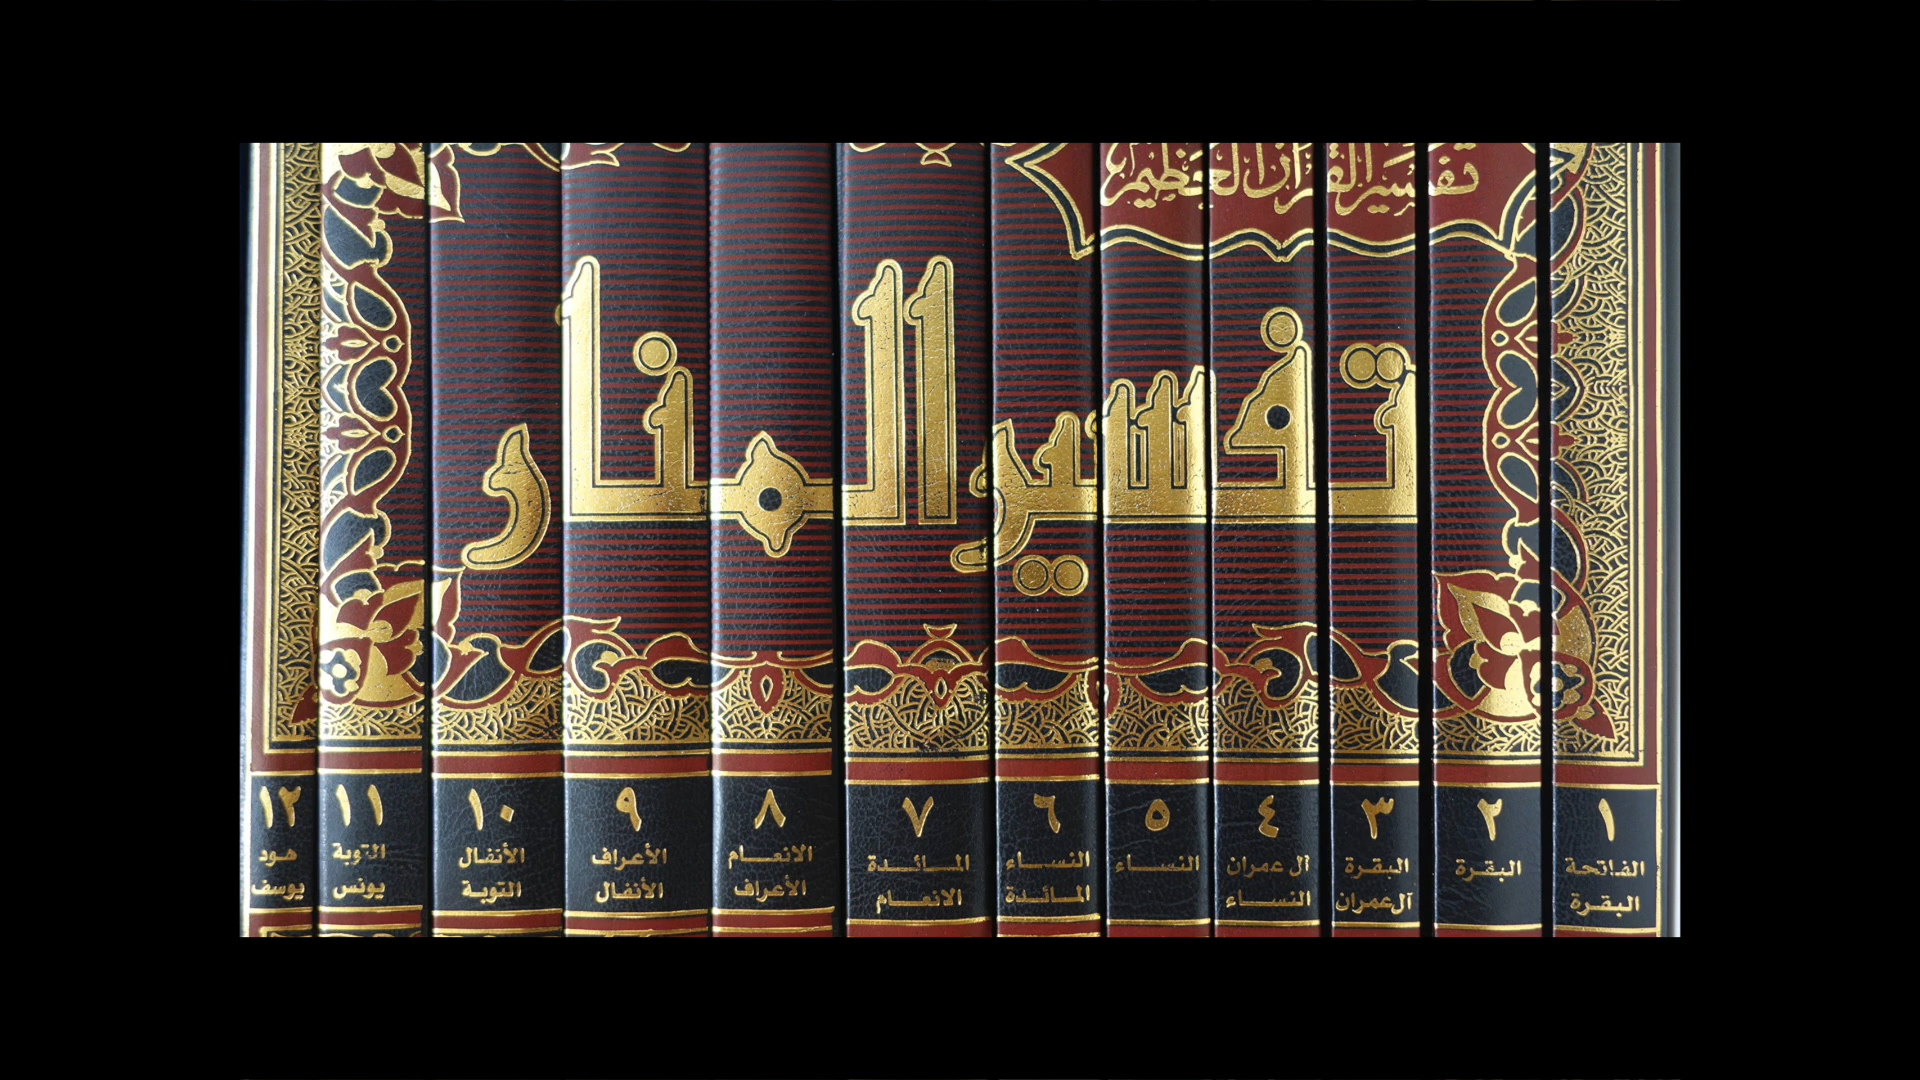 تفسير القرآن العظيم
تفسير المنار
١
الفاتحة
البقرة
٢
البقرة
٣
البقرة
آل عمران
٤
آل عمران
النساء
٥
النساء
٦
النساء
المائدة
٧
المائدة
الانعام
٨
الانعام
الأعراف
٩
الأعراف
الأنفال
١٠
الأنفال
التوبة
١١
التوبة
يونس
١٢
هود
يوسف